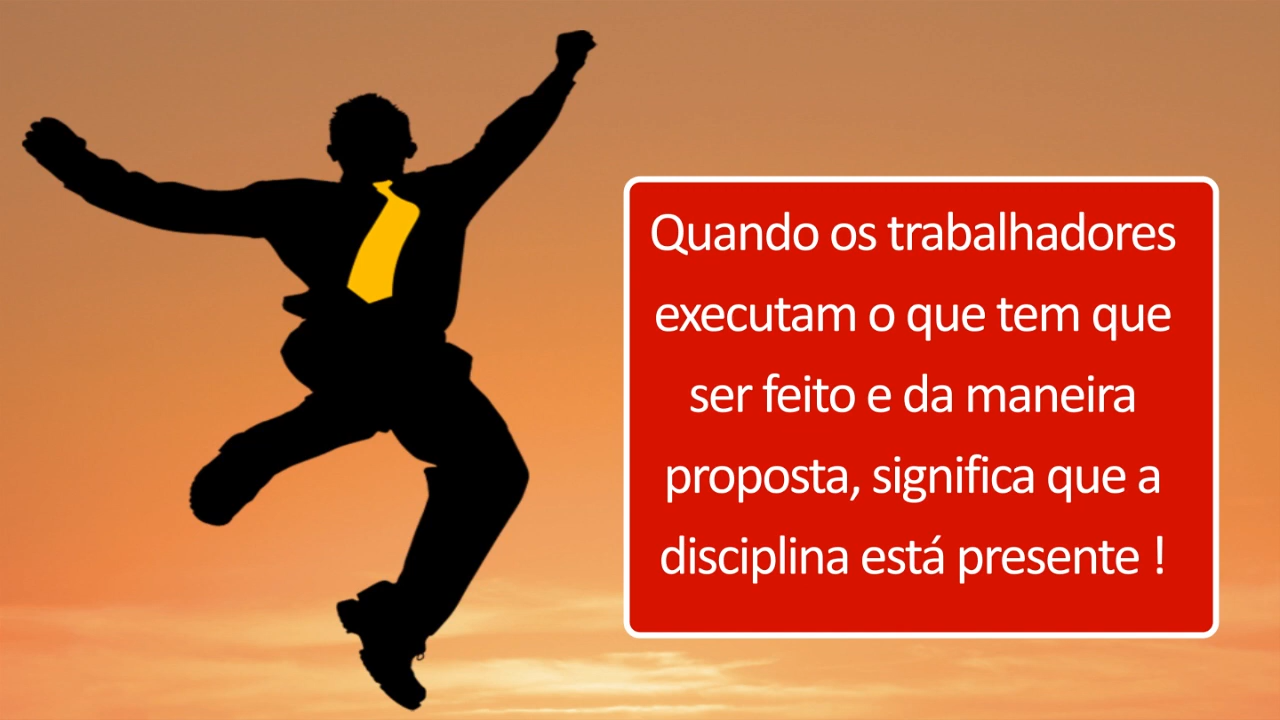 Quando os trabalhadores
executam o que tem que
ser feito e da maneira
proposta, significa que a
disciplina está presente !